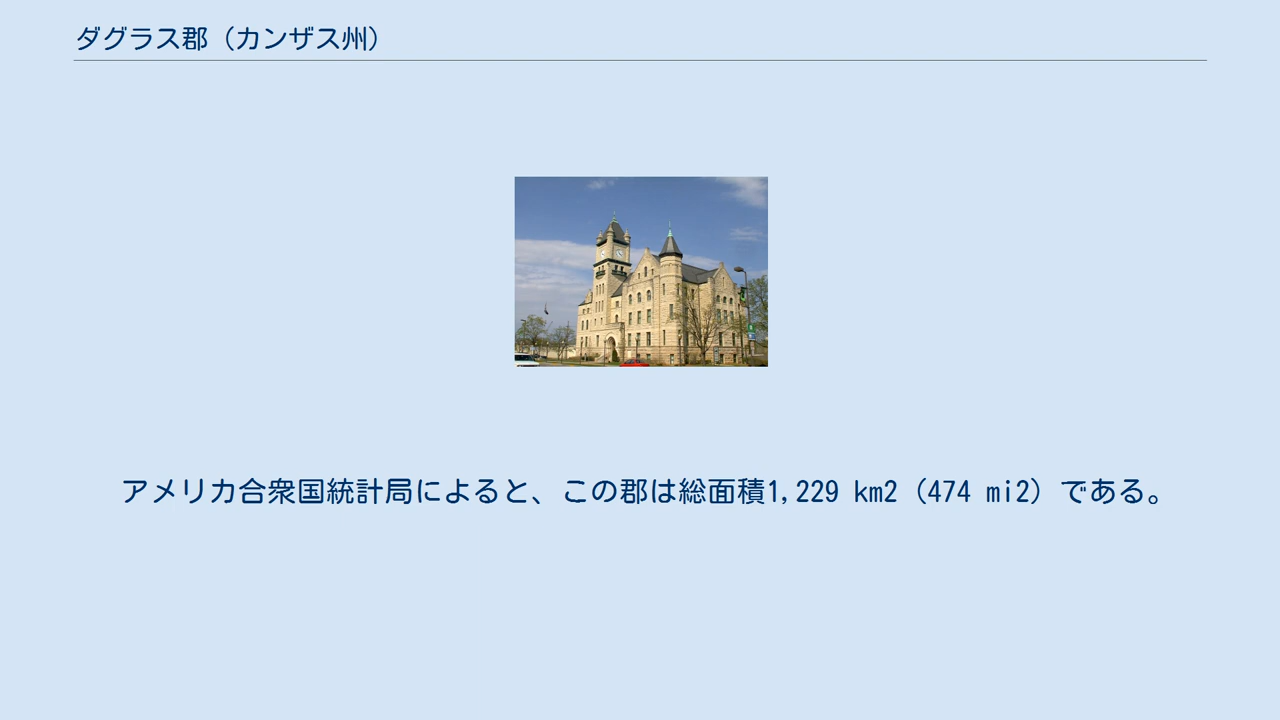 ダグラス郡（カンザス州）
アメリカ合衆国統計局によると、この郡は総面積1,229 km2（474 mi2）である。